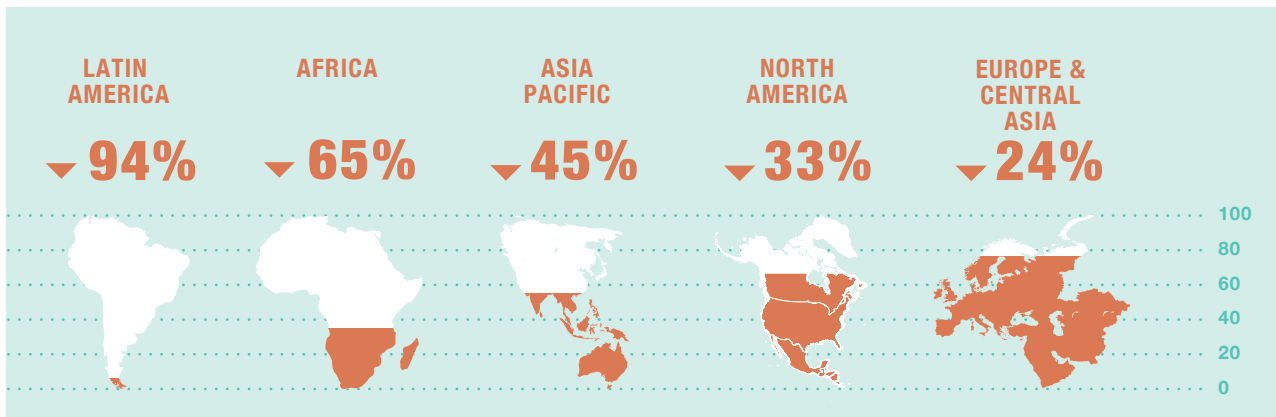 LATIN
AMERICA
94%
AFRICA
65%
ASIA
PACIFIC
45%
NORTH
AMERICA
33%
EUROPE &
CENTRAL
ASIA
24%
100
80
60
40
20
0